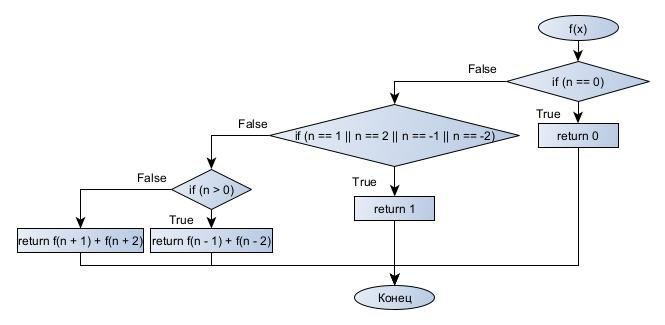 f(x)
False
if (n == 0)
True
return 0
False
if (n == 1 || n == 2 || n == -1 || n == -2)
True
return 1
False
if (n > 0)
True
return f(n + 1) + f(n + 2)
return f(n - 1) + f(n - 2)
Конец